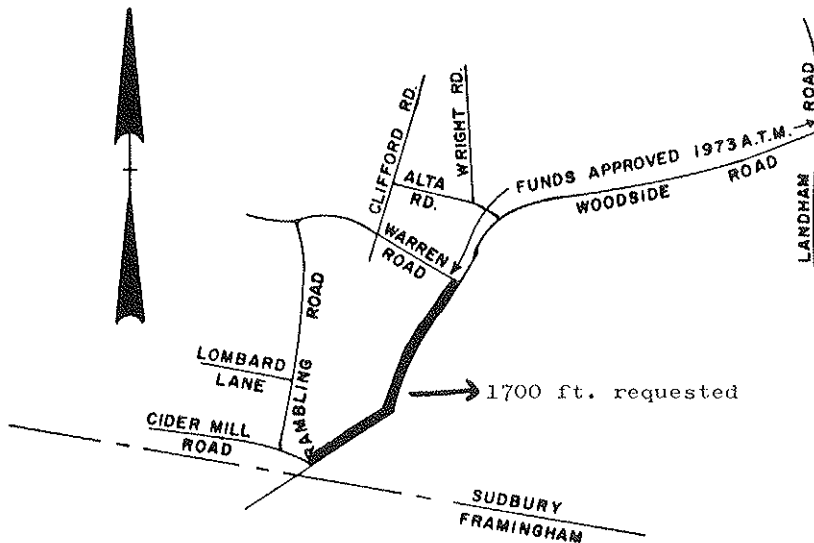 CLIFFORD RD.
WRIGHT RD.
ROAD
FUNDS APPROVED 1973 A.T.M.
ALTA
RD.
WOODSIDE ROAD
LANDHAM
WARREN
ROAD
ROAD
LOMBARD
LANE
RAMBLING
1700 ft. requested
CIDER MILL
ROAD
SUDBURY
FRAMINGHAM